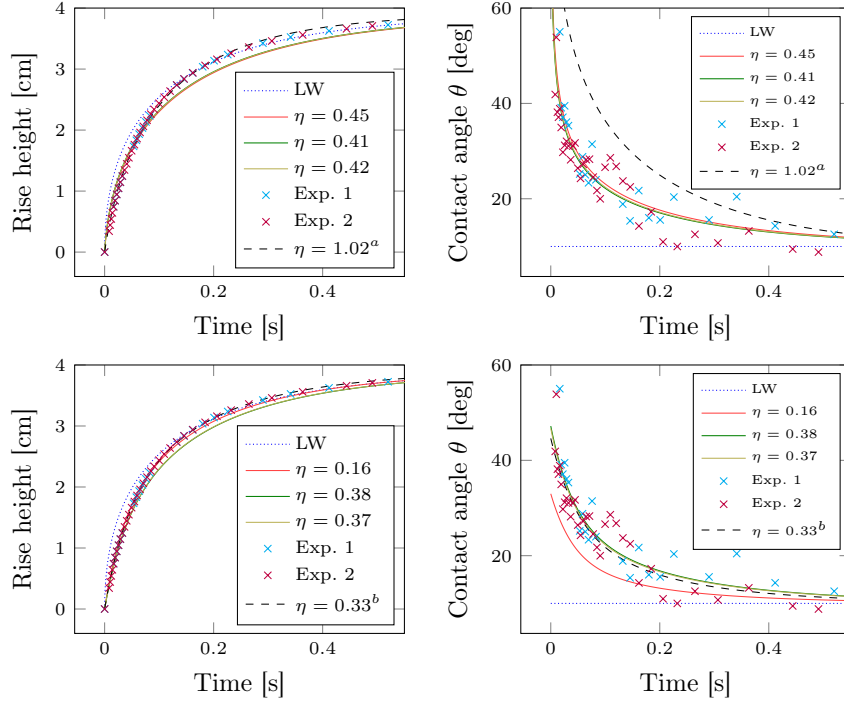 Rise height [cm]
4
3
2
1
0
LW
η = 0.45
η = 0.41
η = 0.42
Exp. 1
Exp. 2
η = 1.02ᵃ
0
0.2
0.4
Time [s]
Contact angle θ [deg]
60
40
20
LW
η = 0.45
η = 0.41
η = 0.42
Exp. 1
Exp. 2
η = 1.02ᵃ
0
0.2
0.4
Time [s]
Rise height [cm]
4
3
2
1
0
LW
η = 0.16
η = 0.38
η = 0.37
Exp. 1
Exp. 2
η = 0.33ᵇ
0
0.2
0.4
Time [s]
Contact angle θ [deg]
60
40
20
LW
η = 0.16
η = 0.38
η = 0.37
Exp. 1
Exp. 2
η = 0.33ᵇ
0
0.2
0.4
Time [s]